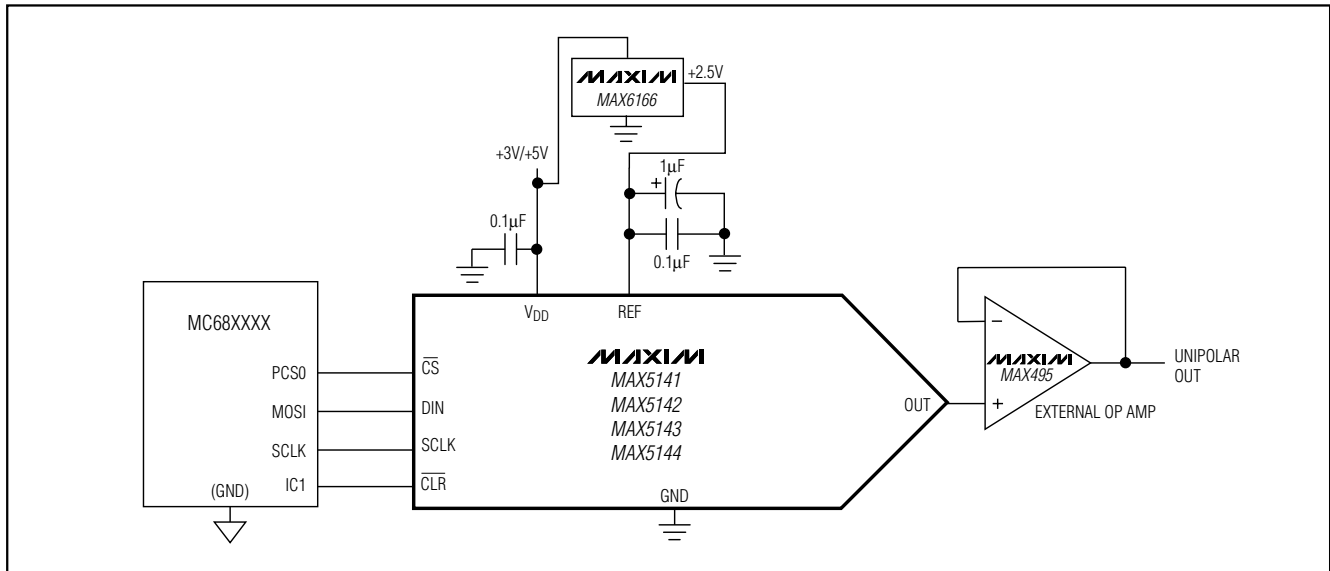 MAXIM
MAX6166
+2.5V
+3V/+5V
1µF
+
0.1µF
0.1µF
MC68XXXX
PCS0
MOSI
SCLK
IC1
(GND)
VDD
REF
CS
DIN
SCLK
CLR
MAXIM
MAX5141
MAX5142
MAX5143
MAX5144
OUT
GND
−
MAXIM
MAX495
+
EXTERNAL OP AMP
UNIPOLAR
OUT